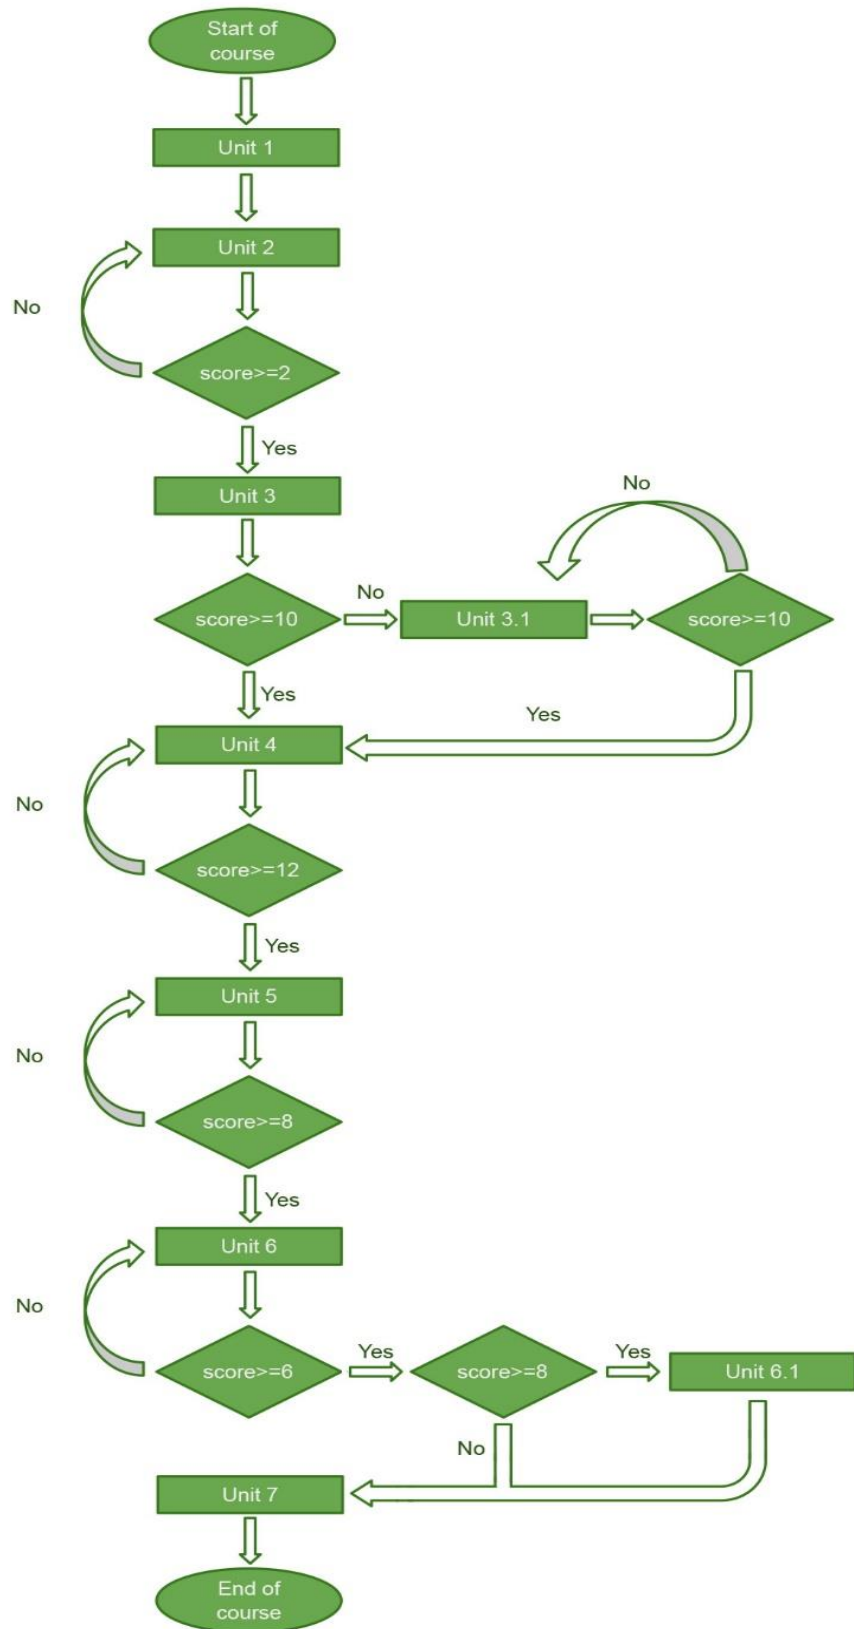 Start of
course
Unit 1
Unit 2
No
score>=2
Yes
Unit 3
No
score>=10
No
Unit 3.1
score>=10
Yes
Yes
Unit 4
No
score>=12
Yes
Unit 5
No
score>=8
Yes
Unit 6
No
score>=6
Yes
score>=8
Yes
Unit 6.1
No
Unit 7
End of
course